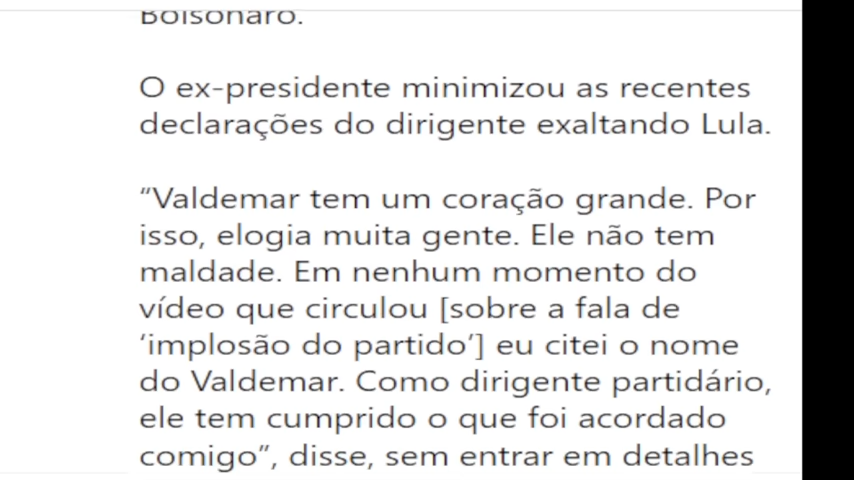 Bolsonaro.
O ex-presidente minimizou as recentes
declarações do dirigente exaltando Lula.
“Valdemar tem um coração grande. Por
isso, elogia muita gente. Ele não tem
maldade. Em nenhum momento do
vídeo que circulou [sobre a fala de
‘implosão do partido’] eu citei o nome
do Valdemar. Como dirigente partidário,
ele tem cumprido o que foi acordado
comigo”, disse, sem entrar em detalhes